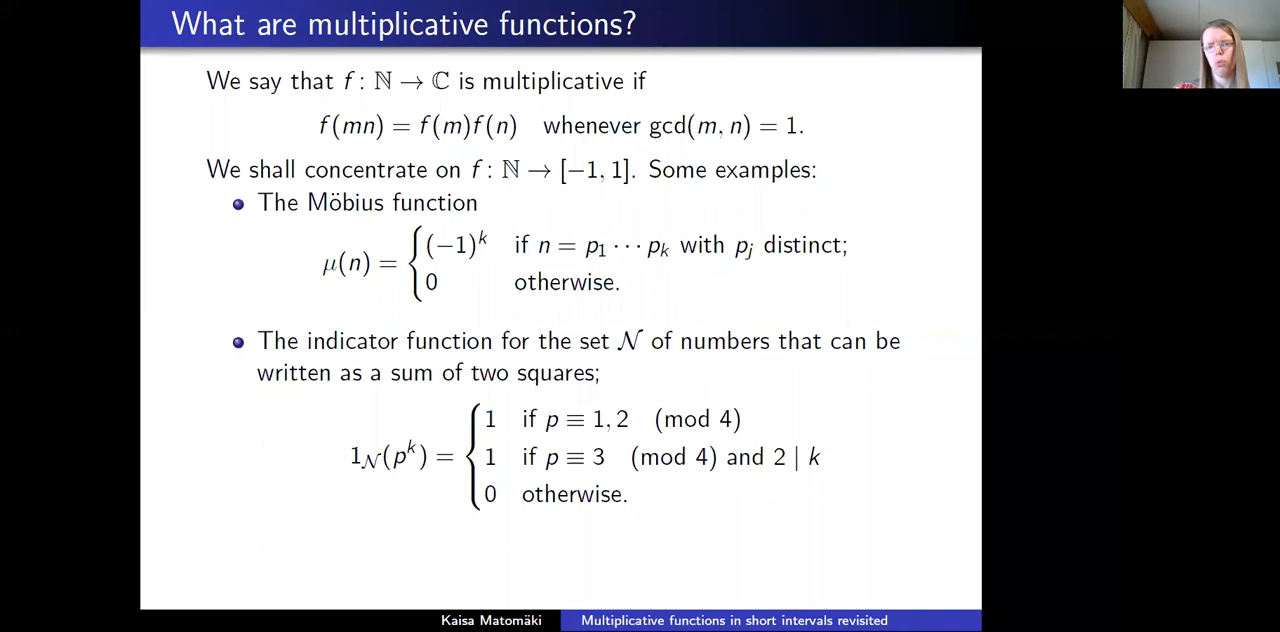 What are multiplicative functions?
We say that f : ℕ → ℂ is multiplicative if
f(mn) = f(m)f(n) whenever gcd(m, n) = 1.
We shall concentrate on f : ℕ → [−1, 1]. Some examples:
The Möbius function
μ(n) = { (−1)^k if n = p₁ ⋯ pₖ with pⱼ distinct;
0 otherwise.
The indicator function for the set 𝒩 of numbers that can be
written as a sum of two squares;
1_𝒩(p^k) = { 1 if p ≡ 1, 2 (mod 4)
1 if p ≡ 3 (mod 4) and 2 | k
0 otherwise.
Kaisa Matomäki Multiplicative functions in short intervals revisited